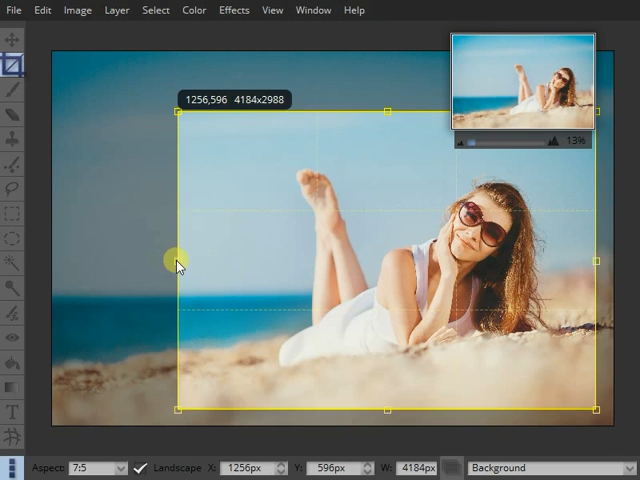 File Edit Image Layer Select Color Effects View Window Help
1256,596 4184x2988
13%
T
Aspect: 7:5 Landscape X: 1256px Y: 596px W: 4184px Background